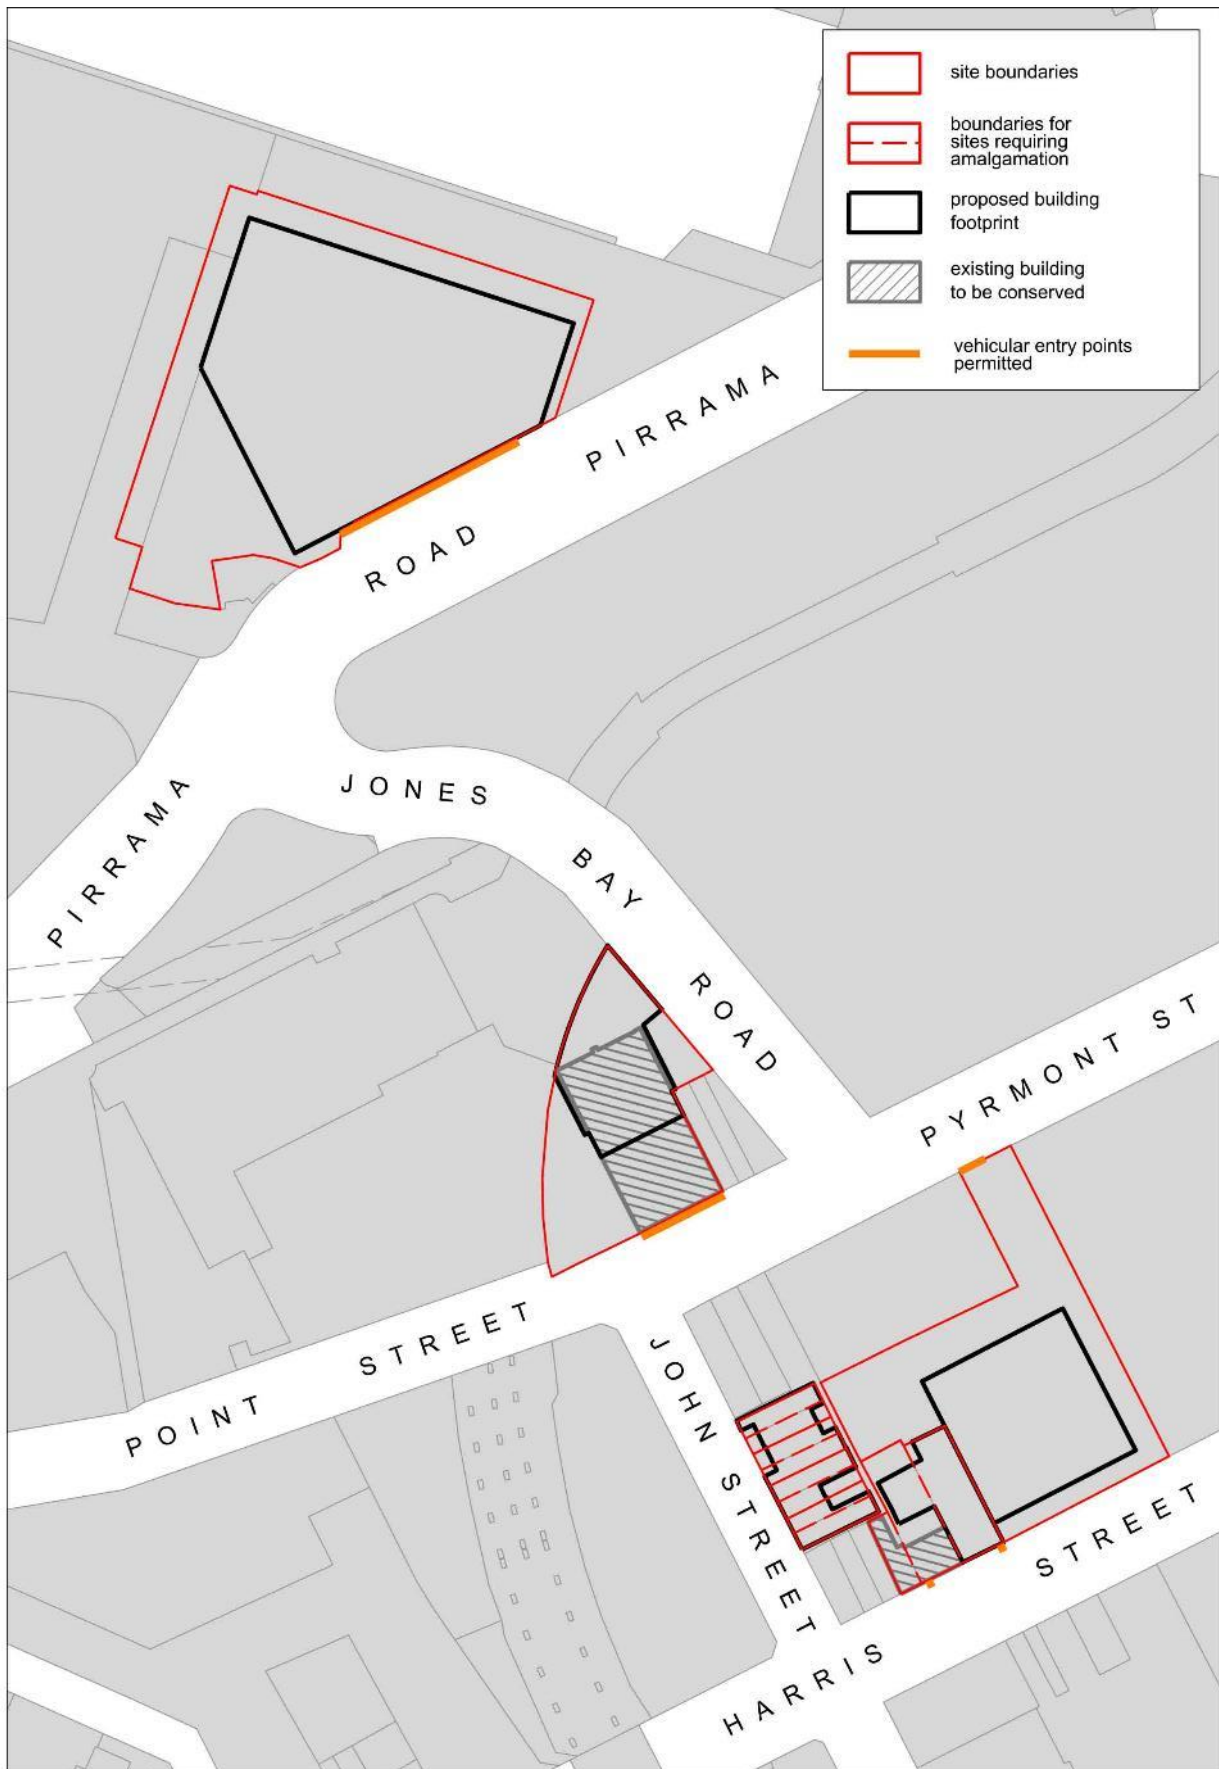 site boundaries
boundaries for
sites requiring
amalgamation
proposed building
footprint
existing building
to be conserved
vehicular entry points
permitted
PIRRAMA
ROAD
PIRRAMA
JONES
BAY
ROAD
PYRMONT ST
POINT STREET
JOHN STREET
HARRIS STREET